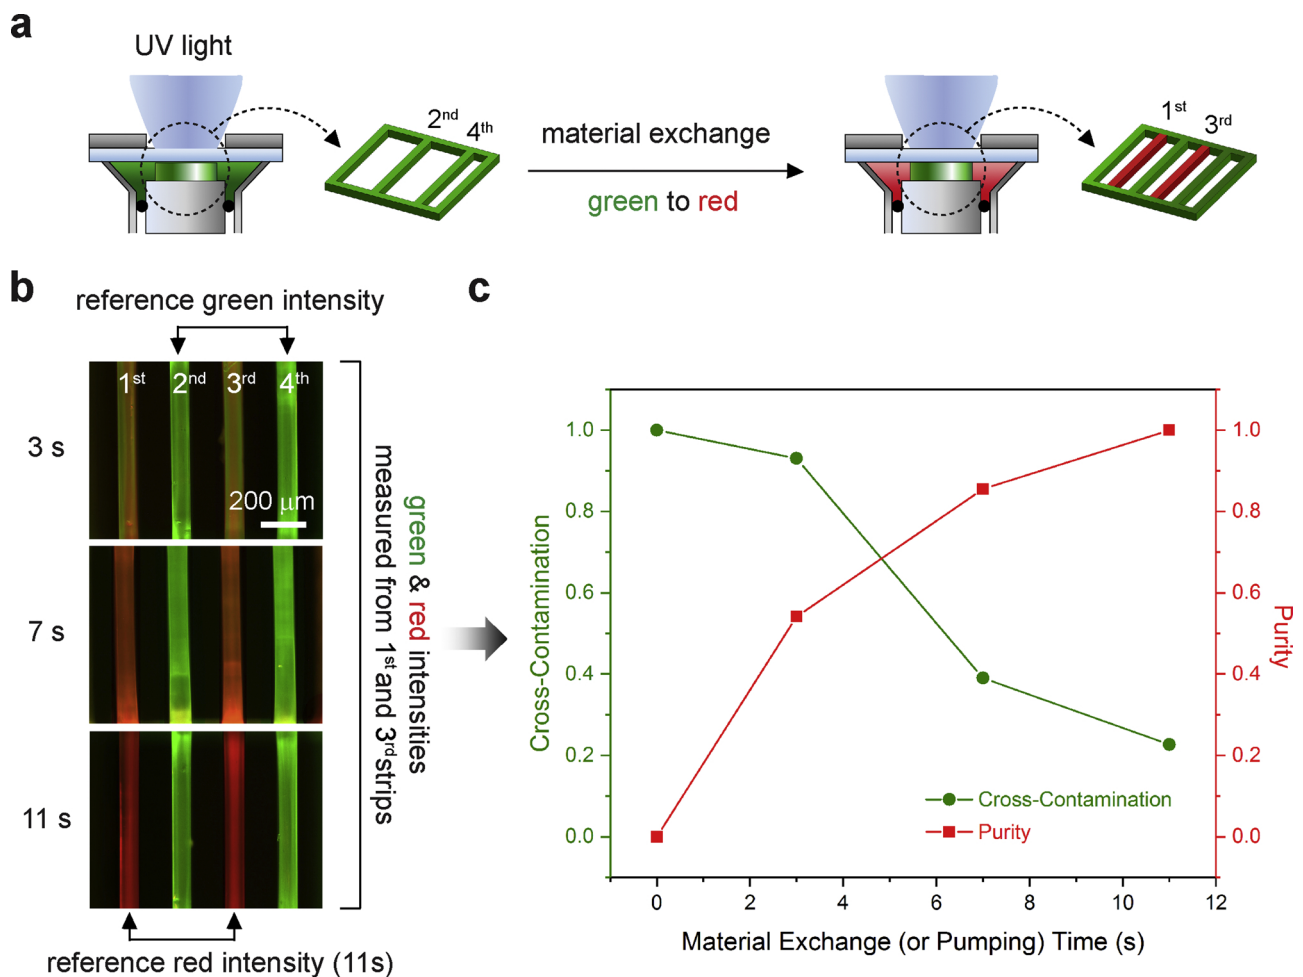 a
UV light
2nd
4th
material exchange
green to red
1st
3rd
b
reference green intensity
1st 2nd 3rd 4th
3 s
200 μm
7 s
11 s
green & red intensities
measured from 1st and 3rd strips
reference red intensity (11s)
c
Cross-Contamination
1.0
0.8
0.6
0.4
0.2
0.0
Cross-Contamination
Purity
1.0
0.8
0.6
0.4
0.2
0.0
Purity
0 2 4 6 8 10 12
Material Exchange (or Pumping) Time (s)